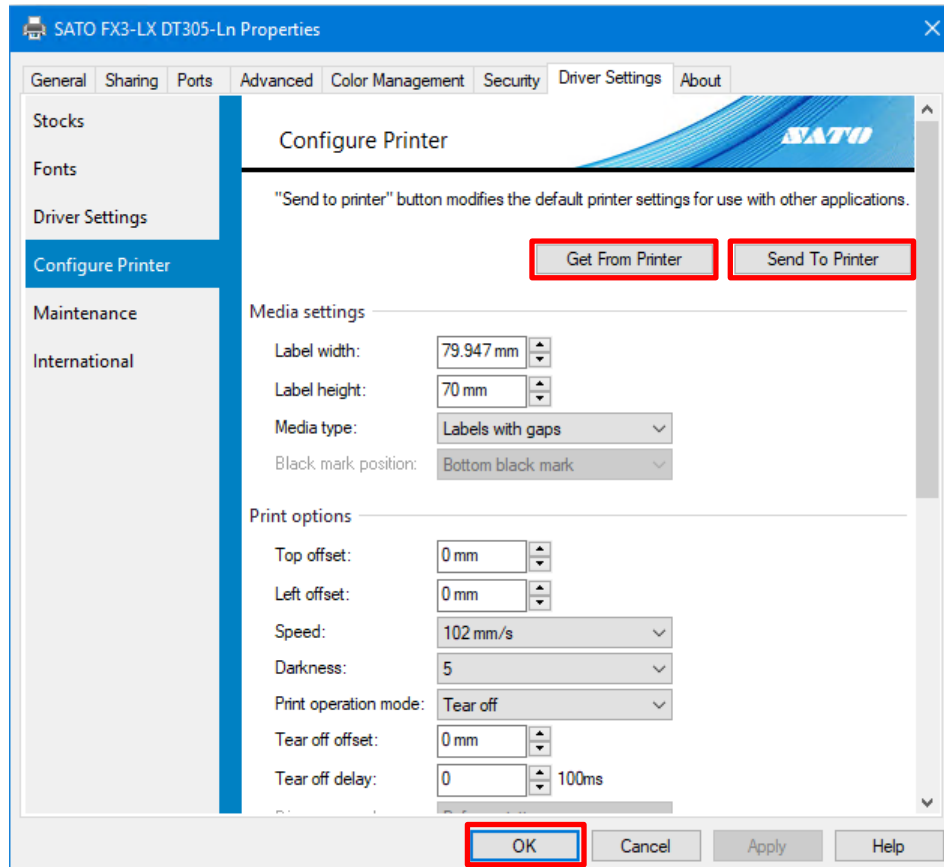 SATO FX3-LX DT305-Ln Properties
General Sharing Ports Advanced Color Management Security Driver Settings About
Stocks
Fonts
Driver Settings
Configure Printer
Maintenance
International
Configure Printer
SATO
"Send to printer" button modifies the default printer settings for use with other applications.
Get From Printer Send To Printer
Media settings
Label width: 79.947 mm
Label height: 70 mm
Media type: Labels with gaps
Black mark position: Bottom black mark
Print options
Top offset: 0 mm
Left offset: 0 mm
Speed: 102 mm/s
Darkness: 5
Print operation mode: Tear off
Tear off offset: 0 mm
Tear off delay: 0 100ms
OK Cancel Apply Help